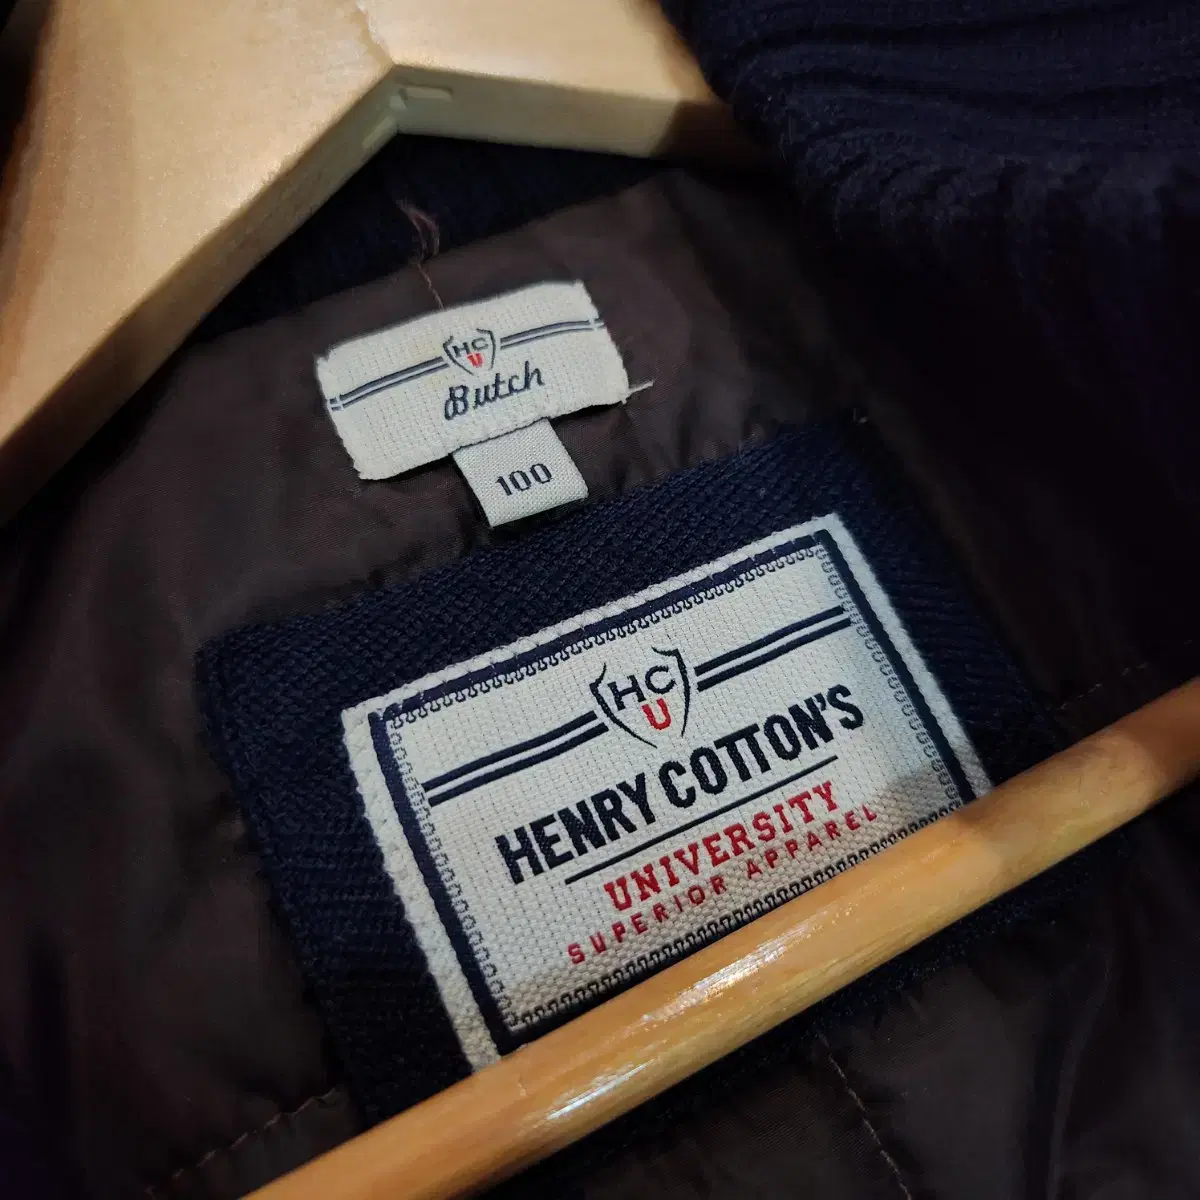 HC
U
Butch
100
HC
U
HENRY COTTON'S
UNIVERSITY
SUPERIOR APPAREL